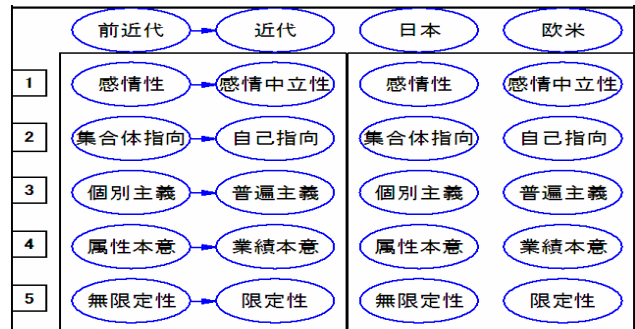 前近代 近代 日本 欧米
1 感情性 感情中立性 感情性 感情中立性
2 集合体指向 自己指向 集合体指向 自己指向
3 個別主義 普遍主義 個別主義 普遍主義
4 属性本意 業績本意 属性本意 業績本意
5 無限定性 限定性 無限定性 限定性